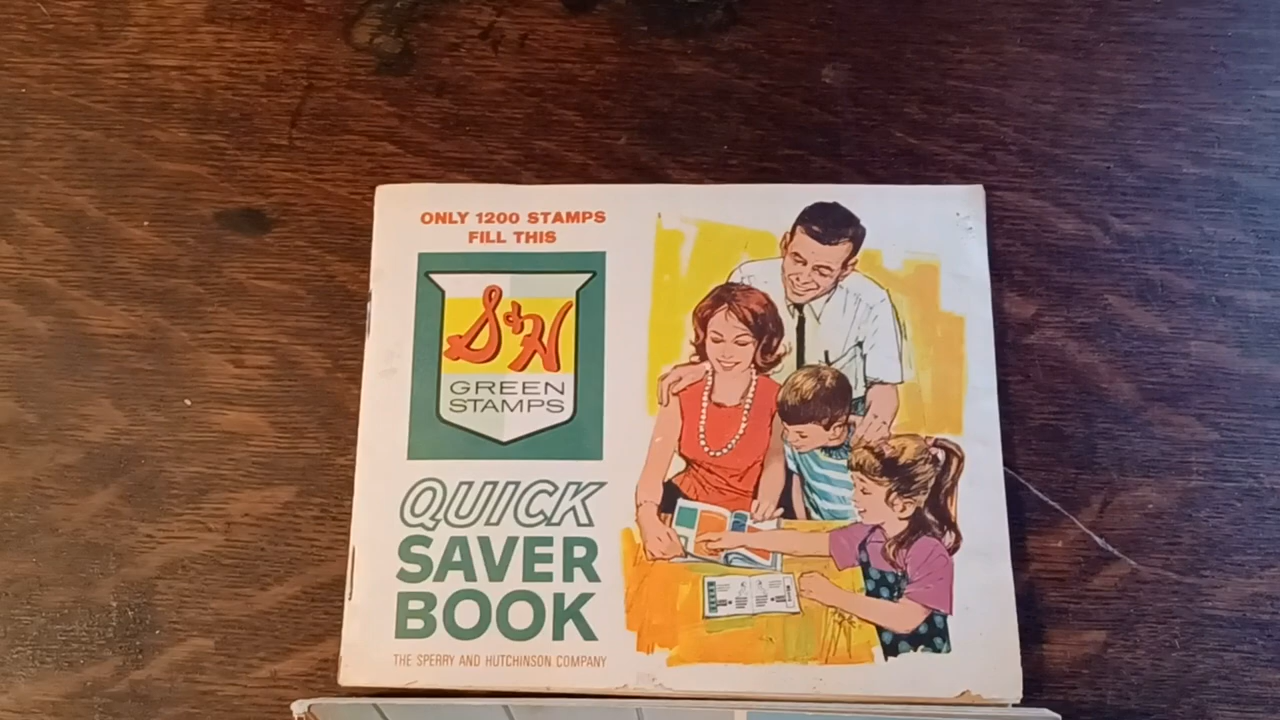 ONLY 1200 STAMPS
FILL THIS
S&H
GREEN
STAMPS
QUICK
SAVER
BOOK
THE SPERRY AND HUTCHINSON COMPANY